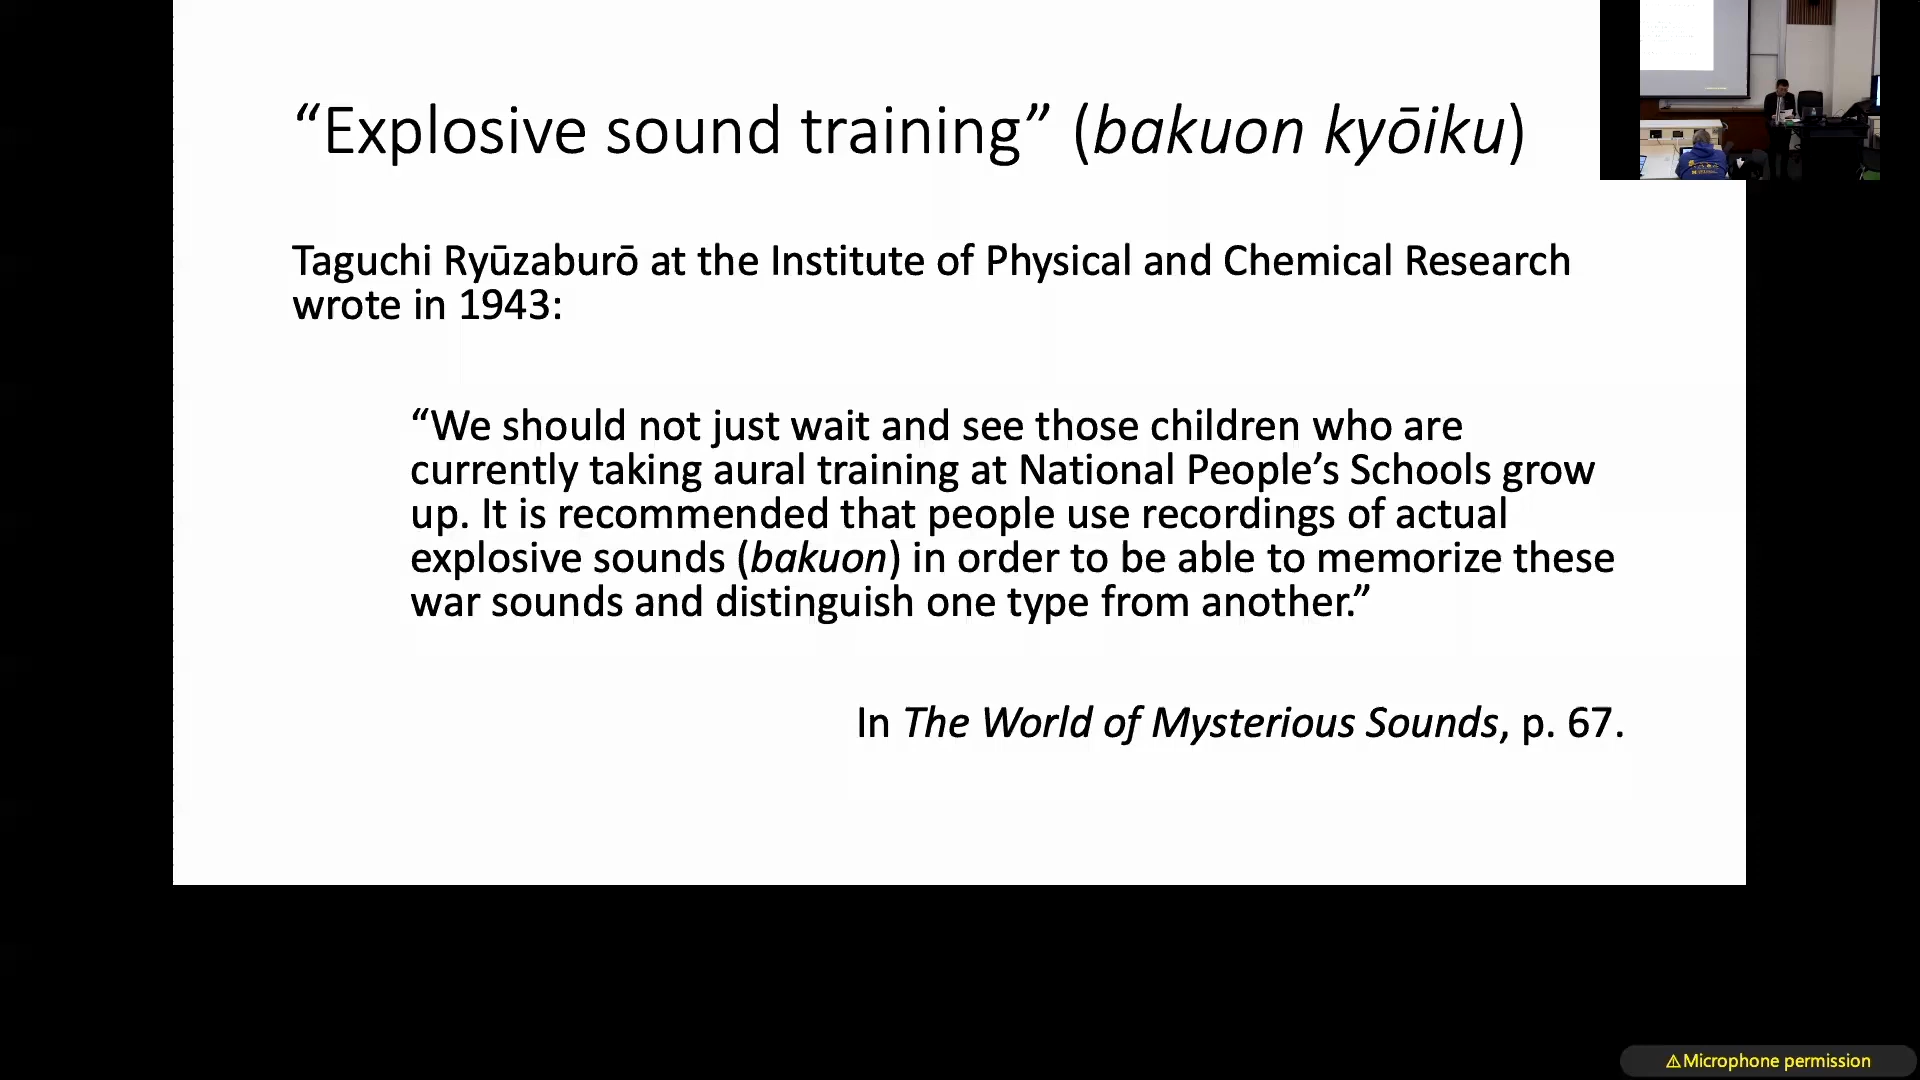 “Explosive sound training” (bakuon kyōiku)
Taguchi Ryūzaburō at the Institute of Physical and Chemical Research
wrote in 1943:
“We should not just wait and see those children who are
currently taking aural training at National People’s Schools grow
up. It is recommended that people use recordings of actual
explosive sounds (bakuon) in order to be able to memorize these
war sounds and distinguish one type from another.”
In The World of Mysterious Sounds, p. 67.
⚠Microphone permission